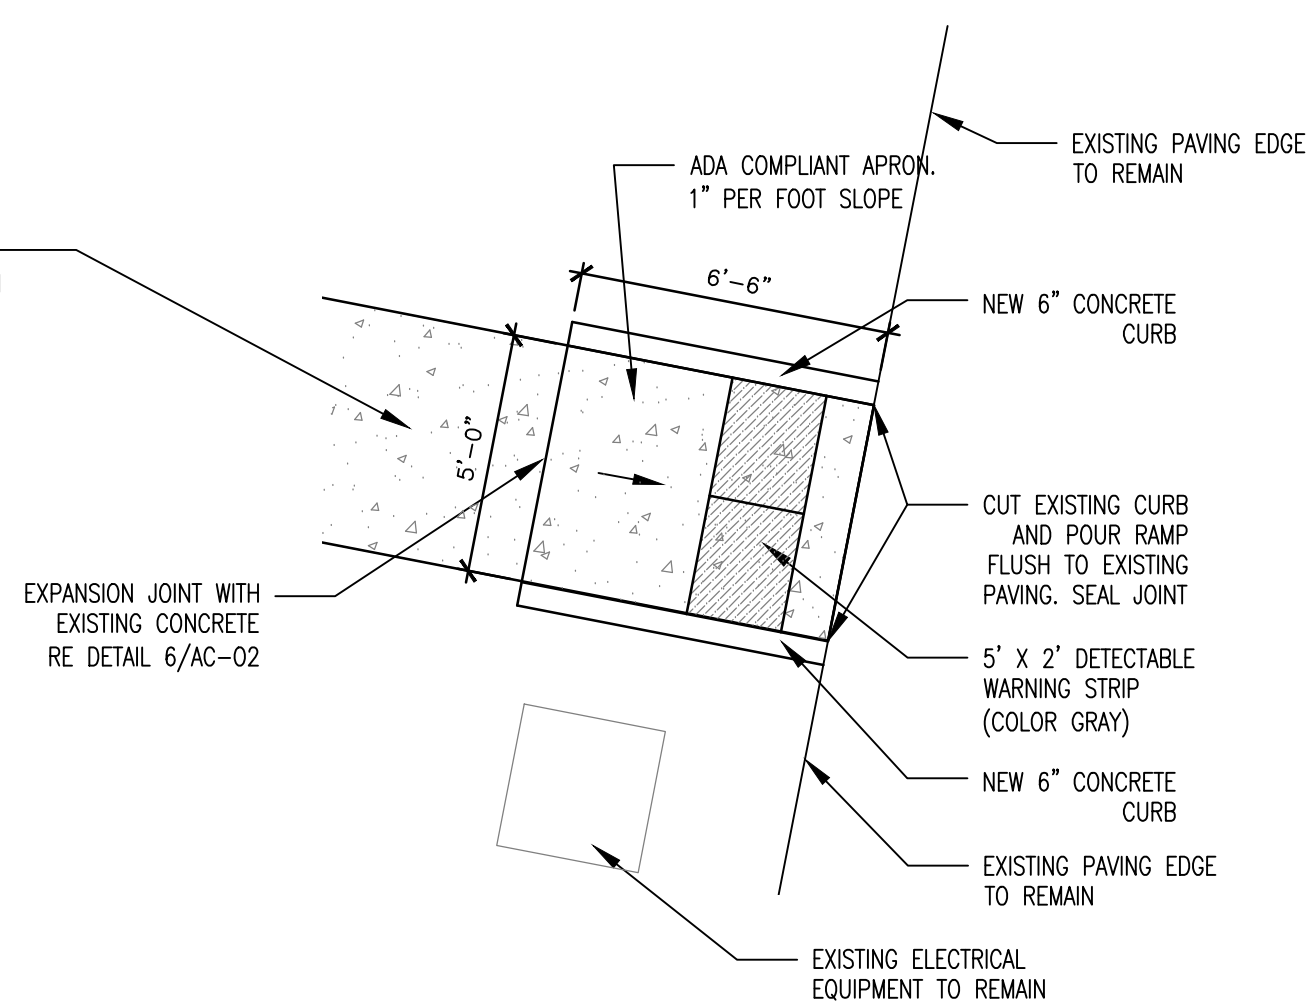 EXISTING PAVING EDGE
TO REMAIN
ADA COMPLIANT APRON.
1” PER FOOT SLOPE
6’–6”
NEW 6” CONCRETE
CURB
5’–0”
CUT EXISTING CURB
AND POUR RAMP
FLUSH TO EXISTING
PAVING. SEAL JOINT
EXPANSION JOINT WITH
EXISTING CONCRETE
RE DETAIL 6/AC–02
5’ X 2’ DETECTABLE
WARNING STRIP
(COLOR GRAY)
NEW 6” CONCRETE
CURB
EXISTING PAVING EDGE
TO REMAIN
EXISTING ELECTRICAL
EQUIPMENT TO REMAIN